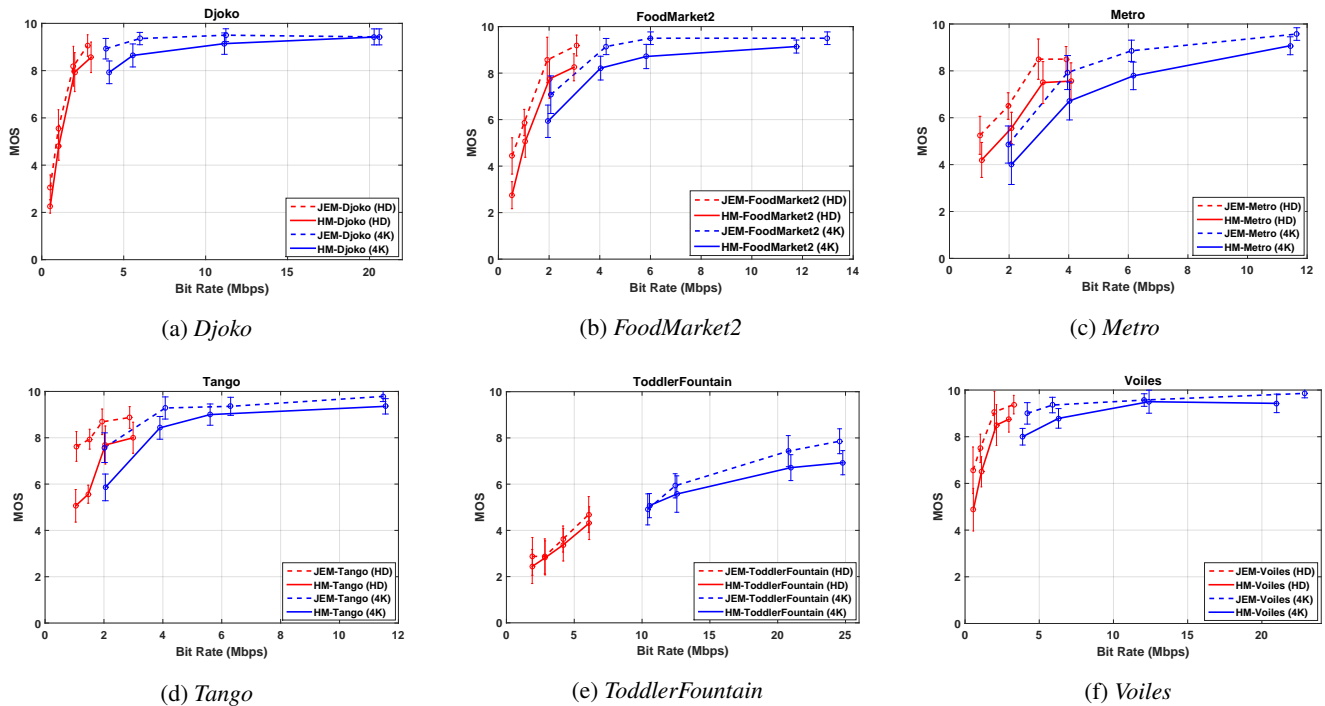 Djoko
MOS
10
8
6
4
2
0
0 5 10 15 20
Bit Rate (Mbps)
JEM-Djoko (HD)
HM-Djoko (HD)
JEM-Djoko (4K)
HM-Djoko (4K)
(a) Djoko
FoodMarket2
MOS
10
8
6
4
2
0
0 2 4 6 8 10 12 14
Bit Rate (Mbps)
JEM-FoodMarket2 (HD)
HM-FoodMarket2 (HD)
JEM-FoodMarket2 (4K)
HM-FoodMarket2 (4K)
(b) FoodMarket2
Metro
MOS
10
8
6
4
2
0
0 2 4 6 8 10 12
Bit Rate (Mbps)
JEM-Metro (HD)
HM-Metro (HD)
JEM-Metro (4K)
HM-Metro (4K)
(c) Metro
Tango
MOS
10
8
6
4
2
0
0 2 4 6 8 10 12
Bit Rate (Mbps)
JEM-Tango (HD)
HM-Tango (HD)
JEM-Tango (4K)
HM-Tango (4K)
(d) Tango
ToddlerFountain
MOS
10
8
6
4
2
0
0 5 10 15 20 25
Bit Rate (Mbps)
JEM-ToddlerFountain (HD)
HM-ToddlerFountain (HD)
JEM-ToddlerFountain (4K)
HM-ToddlerFountain (4K)
(e) ToddlerFountain
Voiles
MOS
10
8
6
4
2
0
0 5 10 15 20
Bit Rate (Mbps)
JEM-Voiles (HD)
HM-Voiles (HD)
JEM-Voiles (4K)
HM-Voiles (4K)
(f) Voiles